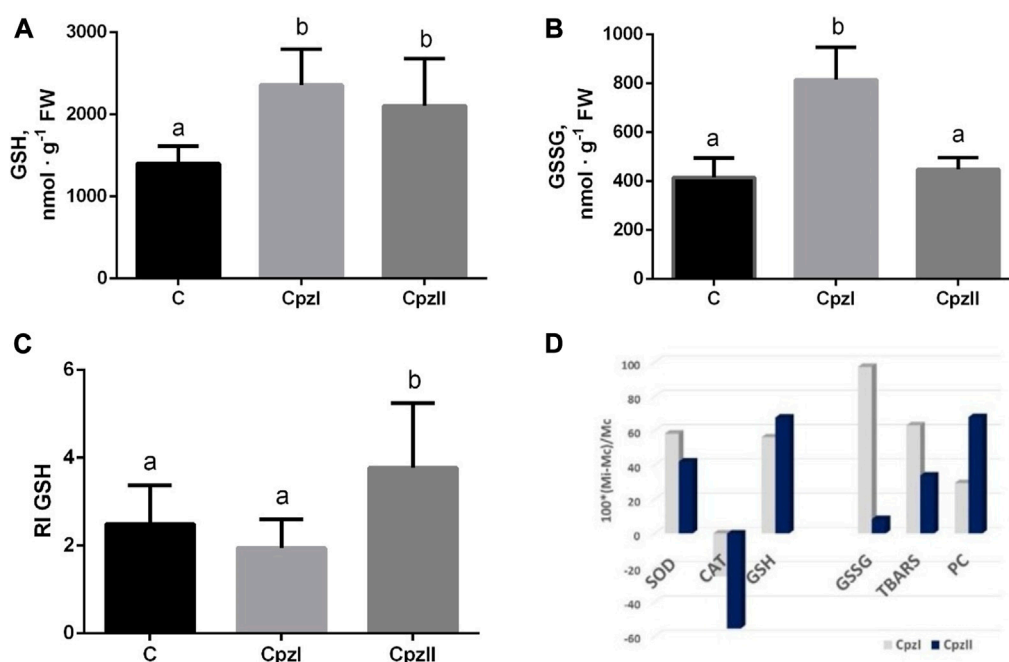 A
GSH,
nmol · g⁻¹ FW
3000
2000
1000
0
a
b
b
C
CpzI
CpzII
B
GSSG,
nmol · g⁻¹ FW
1000
800
600
400
200
0
a
b
a
C
CpzI
CpzII
C
RI GSH
6
4
2
0
a
a
b
C
CpzI
CpzII
D
100*(Mi-Mc)/Mc
100
80
60
40
20
0
-20
-40
-60
SOD
CAT
GSH
GSSG
TBARS
PC
CpzI CpzII